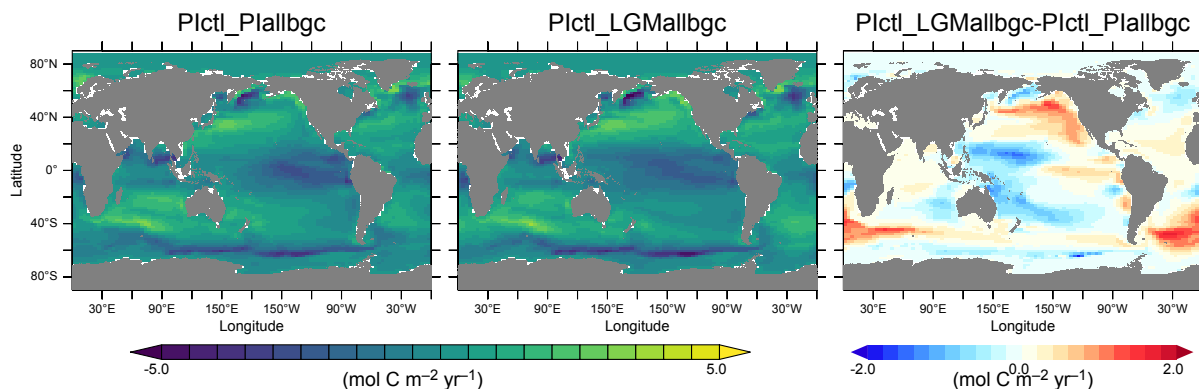 PIctl_PIallbgc
PIctl_LGMallbgc
PIctl_LGMallbgc-PIctl_PIallbgc
80°N
40°N
0°
40°S
80°S
Latitude
30°E 90°E 150°E 150°W 90°W 30°W
30°E 90°E 150°E 150°W 90°W 30°W
30°E 90°E 150°E 150°W 90°W 30°W
Longitude
Longitude
Longitude
-5.0 5.0
(mol C m−2 yr−1)
-2.0 0.0 2.0
(mol C m−2 yr−1)